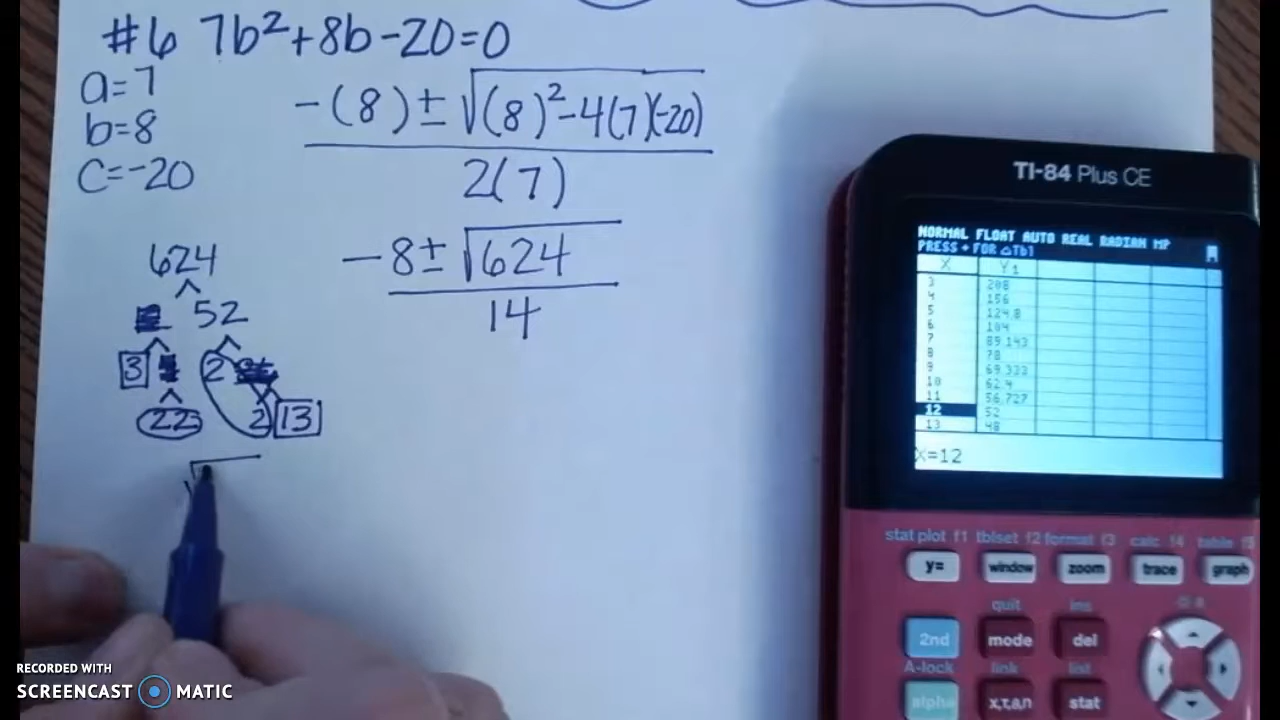 #6 7b²+8b-20=0
a=7
b=8
c=-20
-(8)±√(8)²-4(7)(-20)
2(7)
-8±√624
14
624
52
3
2
22
2 13
√
TI-84 Plus CE
NORMAL FLOAT AUTO REAL RADIAN MP
PRESS + FOR △Tbl
X Y1
3 208
4 156
5 124.8
6 104
7 89.143
8 78
9 69.333
10 62.4
11 56.727
12 52
13 48
X=12
stat plot f1 tblset f2 format f3 calc f4 table f5
y= window zoom trace graph
quit ins
2nd mode del
A-lock link list
alpha X,T,θ,n stat
RECORDED WITH
SCREENCAST MATIC